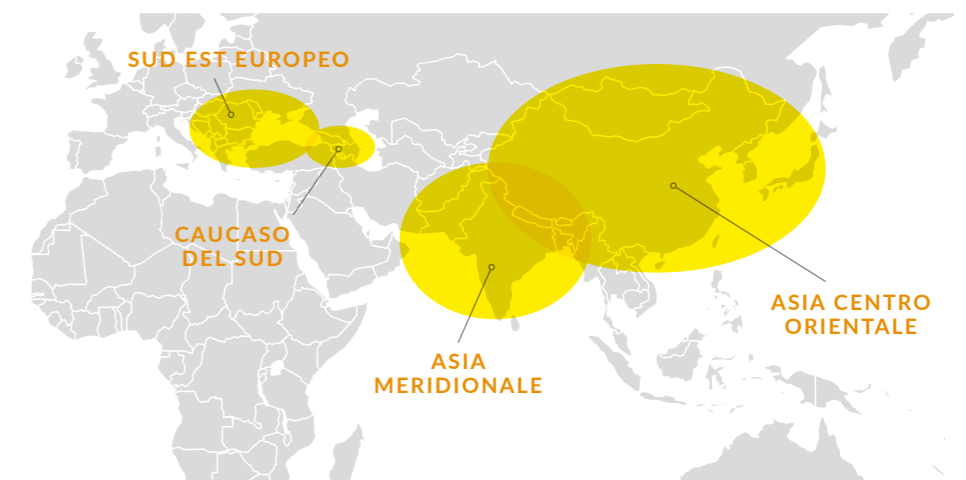 SUD EST EUROPEO
CAUCASO
DEL SUD
ASIA CENTRO
ORIENTALE
ASIA
MERIDIONALE